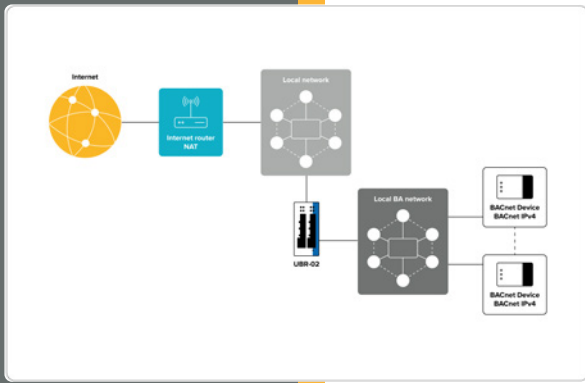 Internet
Internet router
NAT
Local network
UBR-02
Local BA network
BACnet Device
BACnet IPv4
BACnet Device
BACnet IPv4